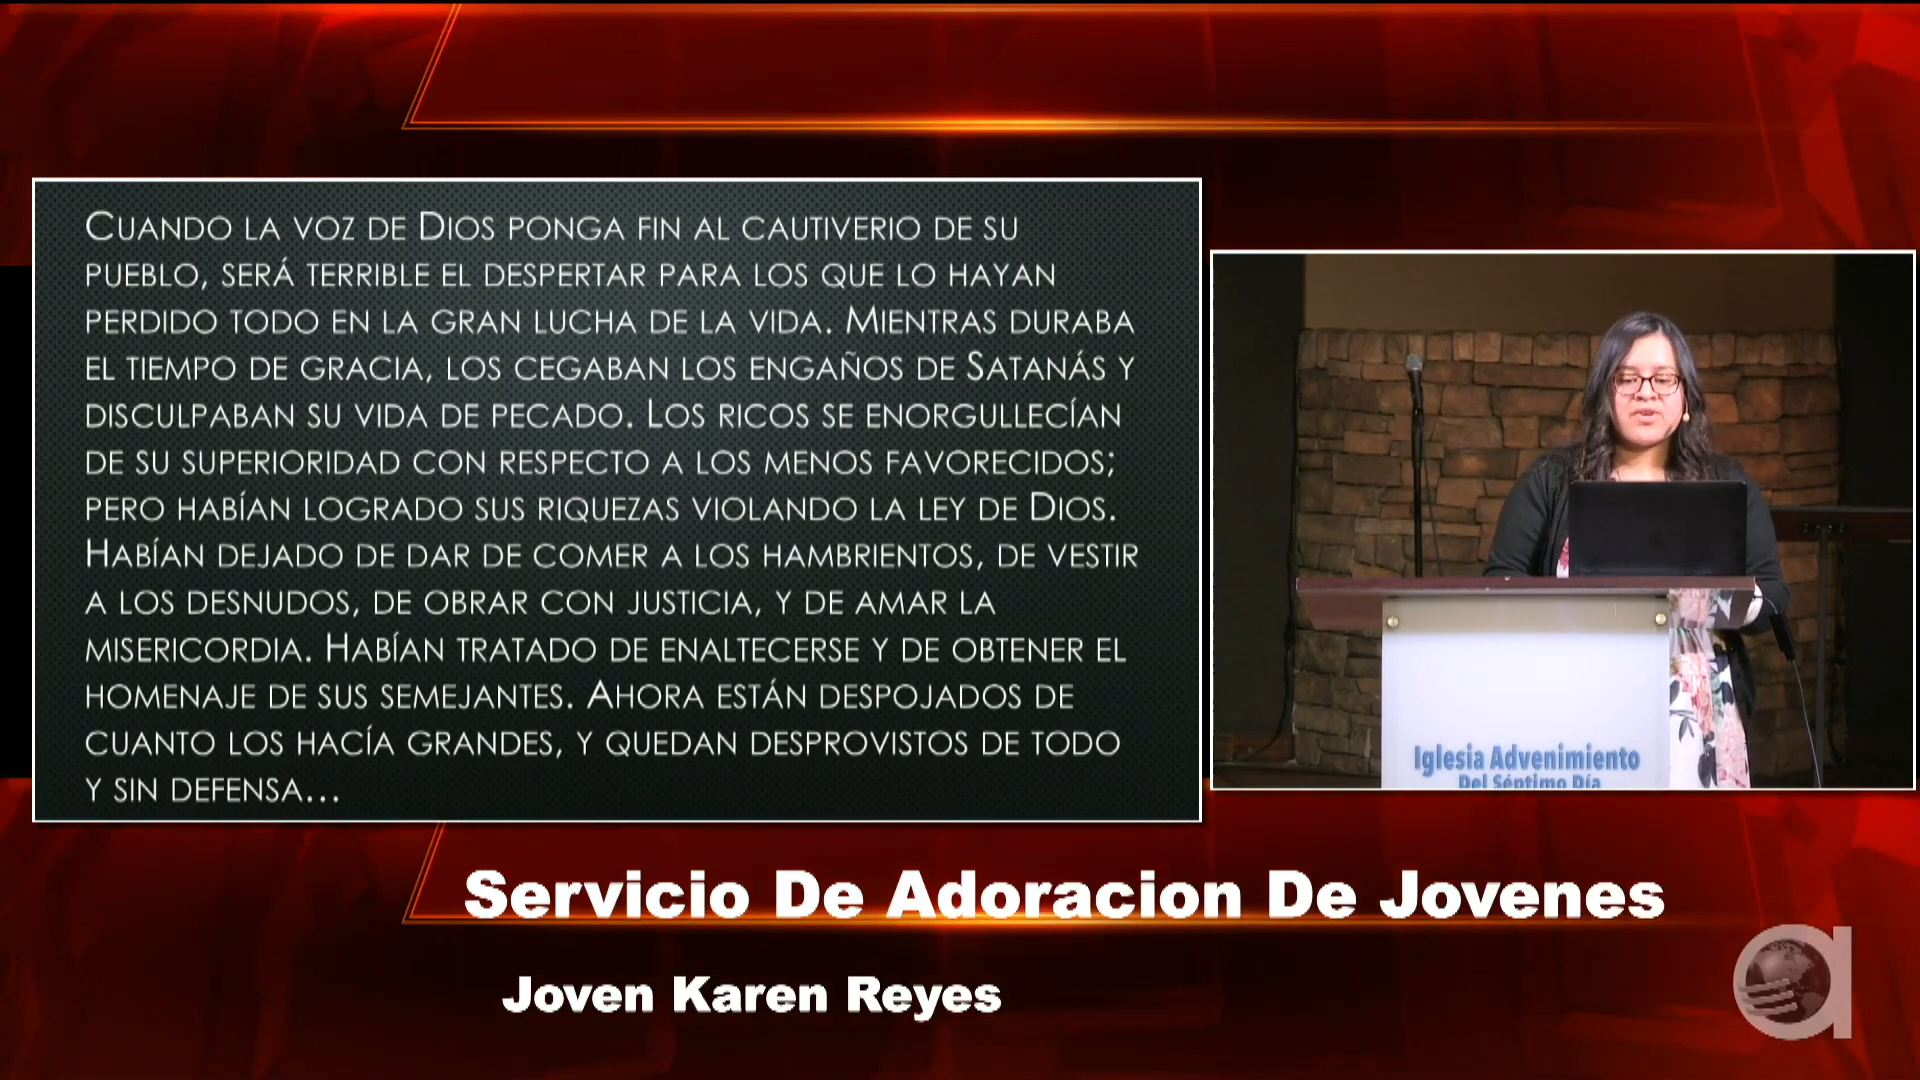 Cuando la voz de Dios ponga fin al cautiverio de su
pueblo, será terrible el despertar para los que lo hayan
perdido todo en la gran lucha de la vida. Mientras duraba
el tiempo de gracia, los cegaban los engaños de Satanás y
disculpaban su vida de pecado. Los ricos se enorgullecían
de su superioridad con respecto a los menos favorecidos;
pero habían logrado sus riquezas violando la ley de Dios.
Habían dejado de dar de comer a los hambrientos, de vestir
a los desnudos, de obrar con justicia, y de amar la
misericordia. Habían tratado de enaltecerse y de obtener el
homenaje de sus semejantes. Ahora están despojados de
cuanto los hacía grandes, y quedan desprovistos de todo
y sin defensa...
Iglesia Advenimiento
Del Séptimo Día
Servicio De Adoracion De Jovenes
Joven Karen Reyes